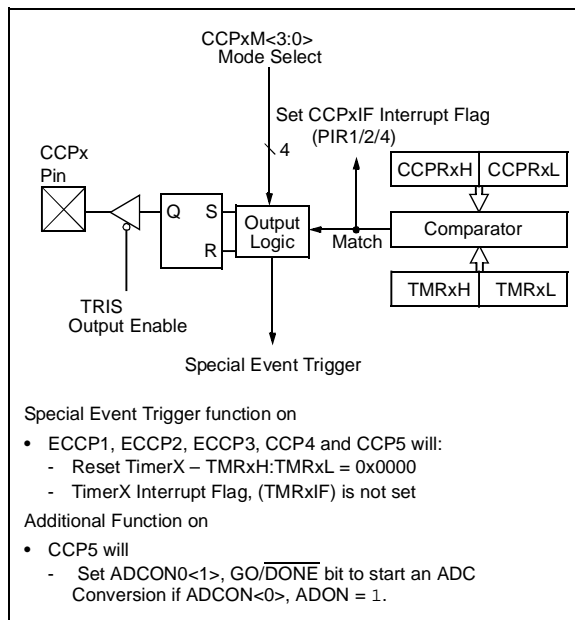 CCPxM<3:0>
Mode Select
Set CCPxIF Interrupt Flag
(PIR1/2/4)
4
CCPx
Pin
CCPRxH CCPRxL
Q S
R
Output
Logic
Match
Comparator
TRIS
Output Enable
TMRxH TMRxL
Special Event Trigger
Special Event Trigger function on
• ECCP1, ECCP2, ECCP3, CCP4 and CCP5 will:
- Reset TimerX – TMRxH:TMRxL = 0x0000
- TimerX Interrupt Flag, (TMRxIF) is not set
Additional Function on
• CCP5 will
- Set ADCON0<1>, GO/DONE bit to start an ADC
Conversion if ADCON<0>, ADON = 1.